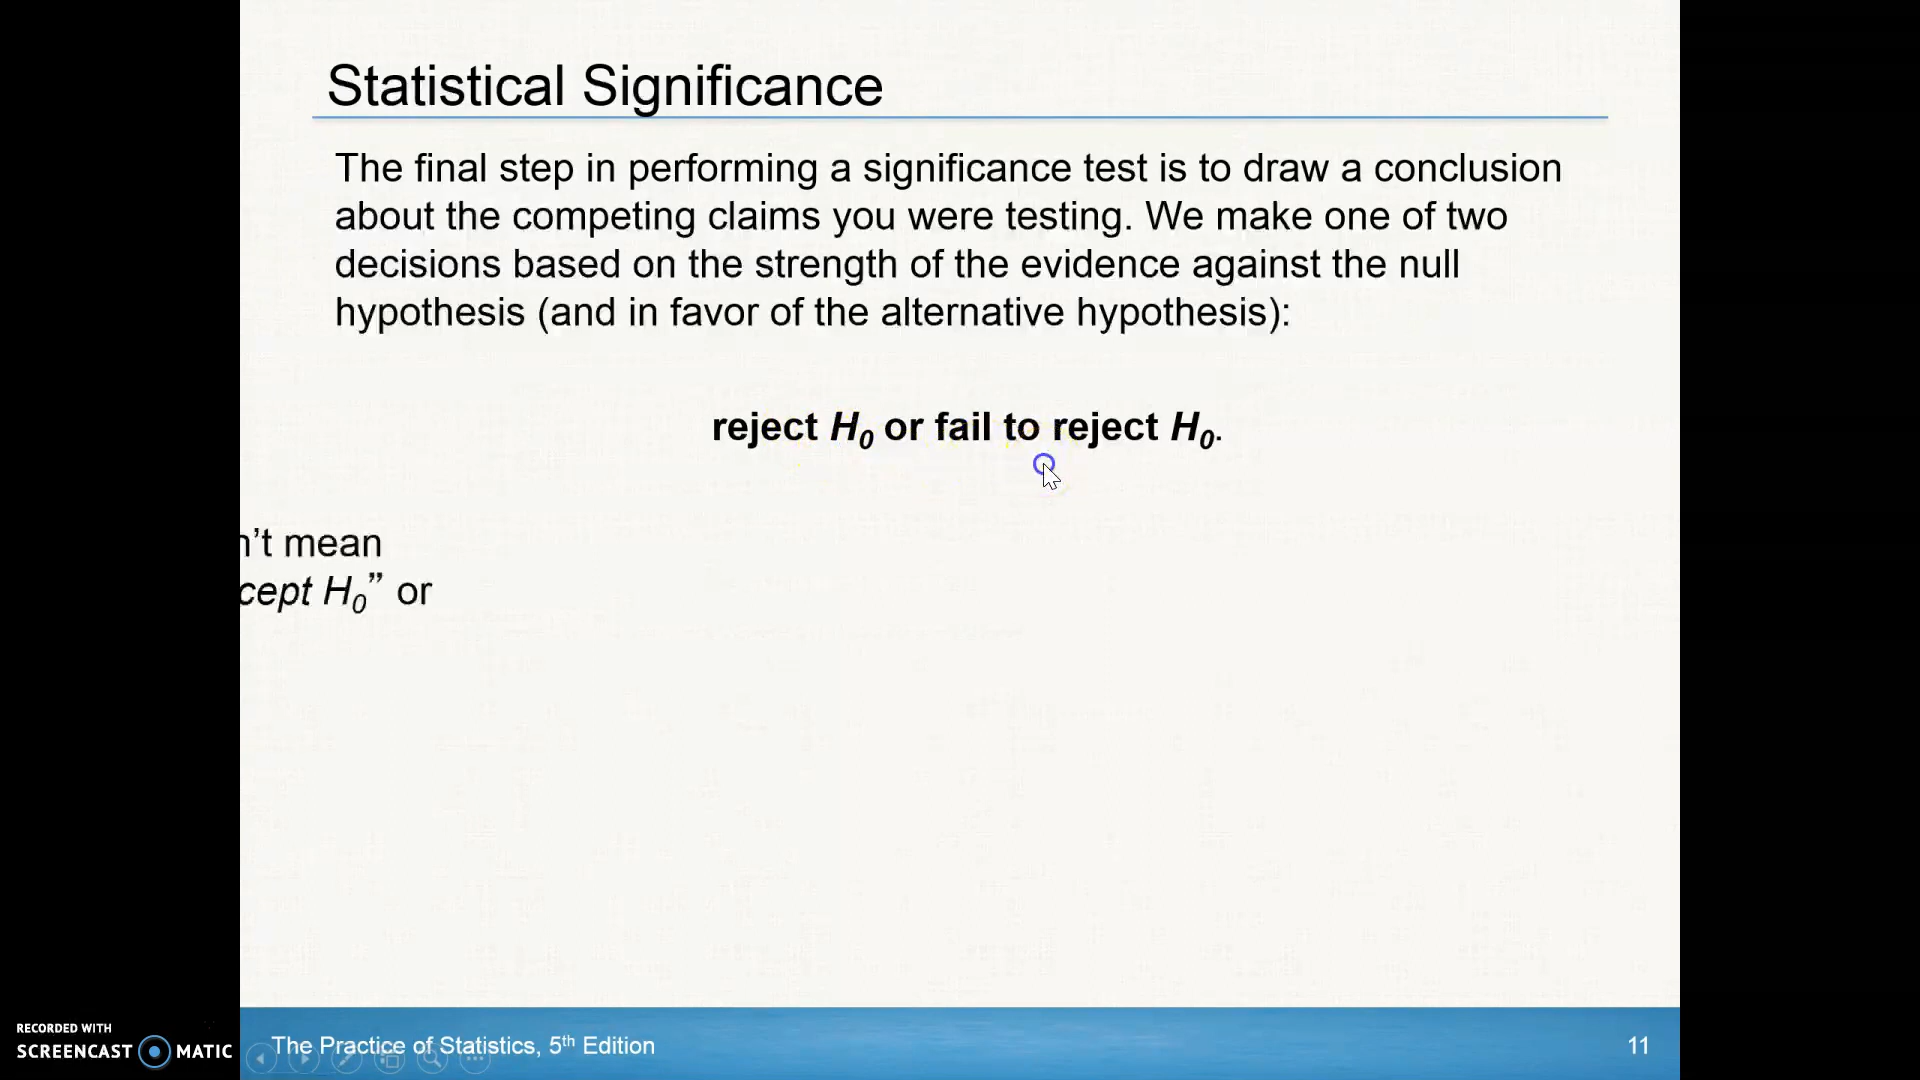 Statistical Significance
The final step in performing a significance test is to draw a conclusion
about the competing claims you were testing. We make one of two
decisions based on the strength of the evidence against the null
hypothesis (and in favor of the alternative hypothesis):
reject H₀ or fail to reject H₀.
n’t mean
cept H₀” or
The Practice of Statistics, 5th Edition
11
RECORDED WITH
SCREENCAST MATIC